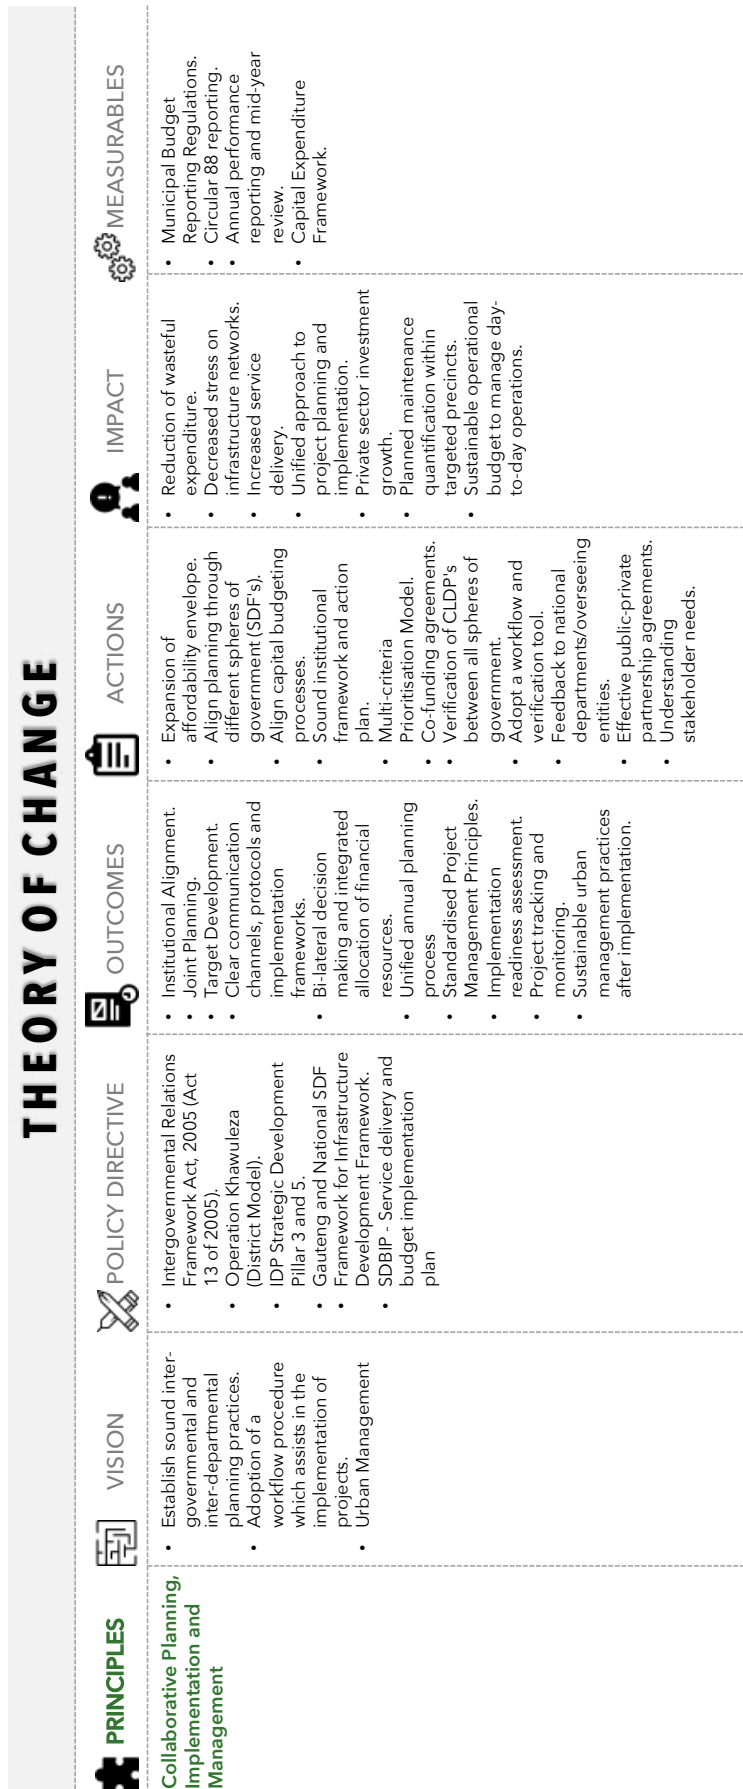 THEORY OF CHANGE
PRINCIPLES
VISION
POLICY DIRECTIVE
OUTCOMES
ACTIONS
IMPACT
MEASURABLES
Collaborative Planning,
Implementation and
Management
• Establish sound inter-
governmental and
inter-departmental
planning practices.
• Adoption of a
workflow procedure
which assists in the
implementation of
projects.
• Urban Management
• Intergovernmental Relations
Framework Act, 2005 (Act
13 of 2005).
• Operation Khawuleza
(District Model).
• IDP Strategic Development
Pillar 3 and 5.
• Gauteng and National SDF
• Framework for Infrastructure
Development Framework.
• SDBIP - Service delivery and
budget implementation
plan
• Institutional Alignment.
• Joint Planning.
• Target Development.
• Clear communication
channels, protocols and
implementation
frameworks.
• Bi-lateral decision
making and integrated
allocation of financial
resources.
• Unified annual planning
process
• Standardised Project
Management Principles.
• Implementation
readiness assessment.
• Project tracking and
monitoring.
• Sustainable urban
management practices
after implementation.
• Expansion of
affordability envelope.
• Align planning through
different spheres of
government (SDF's).
• Align capital budgeting
processes.
• Sound institutional
framework and action
plan.
• Multi-criteria
Prioritisation Model.
• Co-funding agreements.
• Verification of CLDP's
between all spheres of
government.
• Adopt a workflow and
verification tool.
• Feedback to national
departments/overseeing
entities.
• Effective public-private
partnership agreements.
• Understanding
stakeholder needs.
• Reduction of wasteful
expenditure.
• Decreased stress on
infrastructure networks.
• Increased service
delivery.
• Unified approach to
project planning and
implementation.
• Private sector investment
growth.
• Planned maintenance
quantification within
targeted precincts.
• Sustainable operational
budget to manage day-
to-day operations.
• Municipal Budget
Reporting Regulations.
• Circular 88 reporting.
• Annual performance
reporting and mid-year
review.
• Capital Expenditure
Framework.